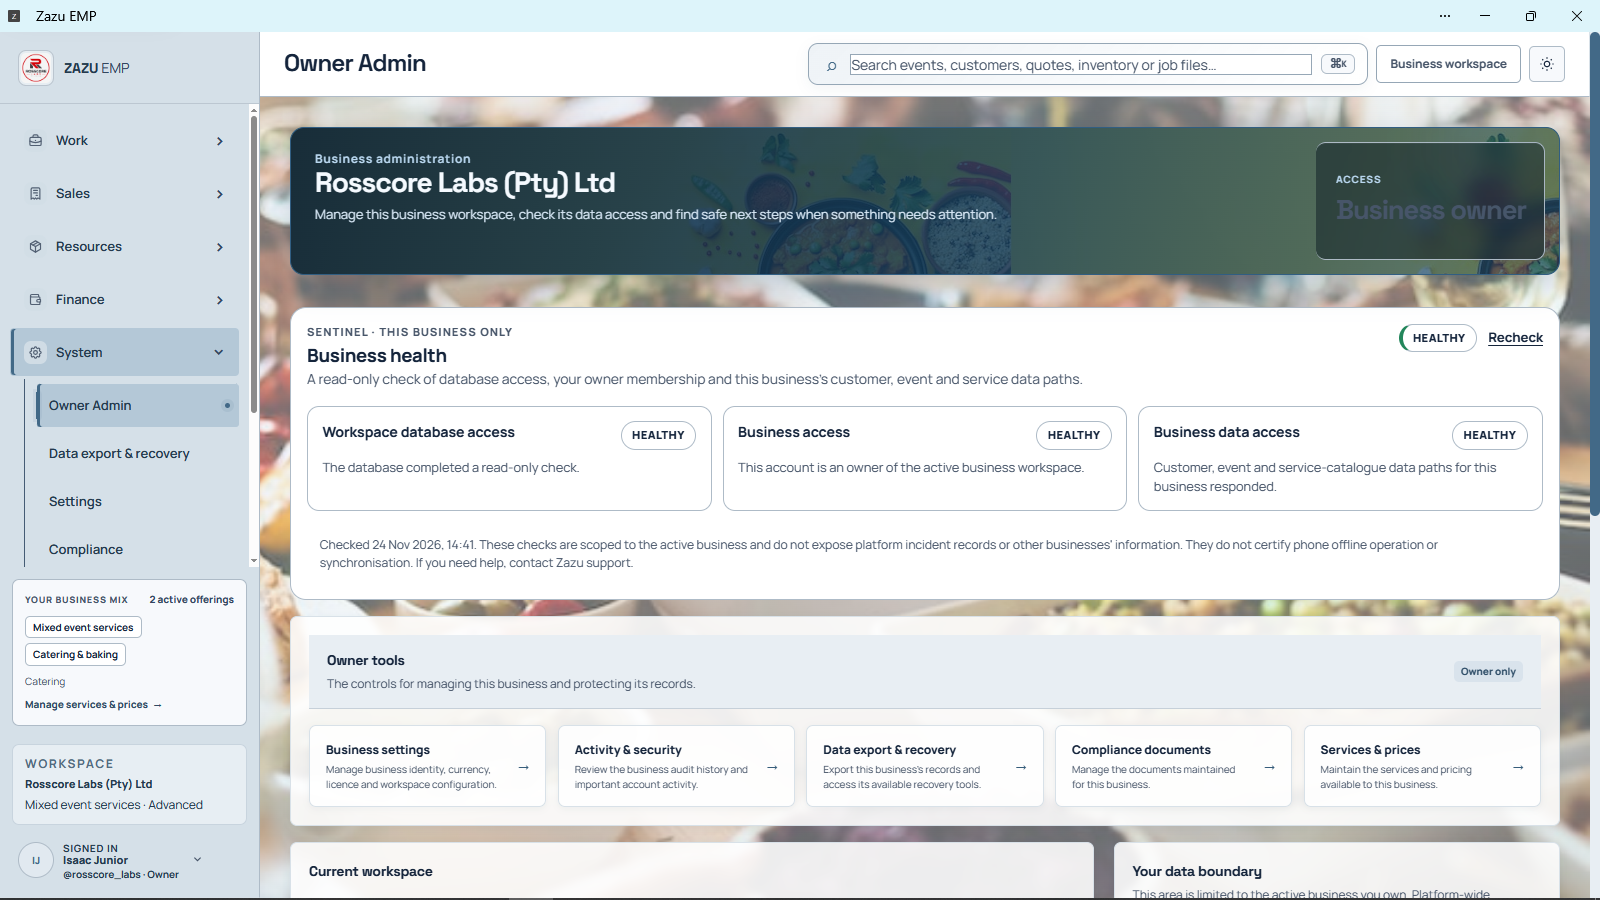 Zazu EMP
ZAZU EMP
Work
Sales
Resources
Finance
System
Owner Admin
Data export & recovery
Settings
Compliance
YOUR BUSINESS MIX
2 active offerings
Mixed event services
Catering & baking
Catering
Manage services & prices →
WORKSPACE
Rosscore Labs (Pty) Ltd
Mixed event services · Advanced
IJ
SIGNED IN
Isaac Junior
@rosscore_labs · Owner
Owner Admin
Search events, customers, quotes, inventory or job files...
⌘K
Business workspace
Business administration
Rosscore Labs (Pty) Ltd
Manage this business workspace, check its data access and find safe next steps when something needs attention.
ACCESS
Business owner
SENTINEL · THIS BUSINESS ONLY
Business health
A read-only check of database access, your owner membership and this business's customer, event and service data paths.
HEALTHY
Recheck
Workspace database access
HEALTHY
The database completed a read-only check.
Business access
HEALTHY
This account is an owner of the active business workspace.
Business data access
HEALTHY
Customer, event and service-catalogue data paths for this
business responded.
Checked 24 Nov 2026, 14:41. These checks are scoped to the active business and do not expose platform incident records or other businesses' information. They do not certify phone offline operation or
synchronisation. If you need help, contact Zazu support.
Owner tools
The controls for managing this business and protecting its records.
Owner only
Business settings
Manage business identity, currency,
licence and workspace configuration.
→
Activity & security
Review the business audit history and
important account activity.
→
Data export & recovery
Export this business's records and
access its available recovery tools.
→
Compliance documents
Manage the documents maintained
for this business.
→
Services & prices
Maintain the services and pricing
available to this business.
→
Current workspace
Your data boundary
This area is limited to the active business you own. Platform-wide